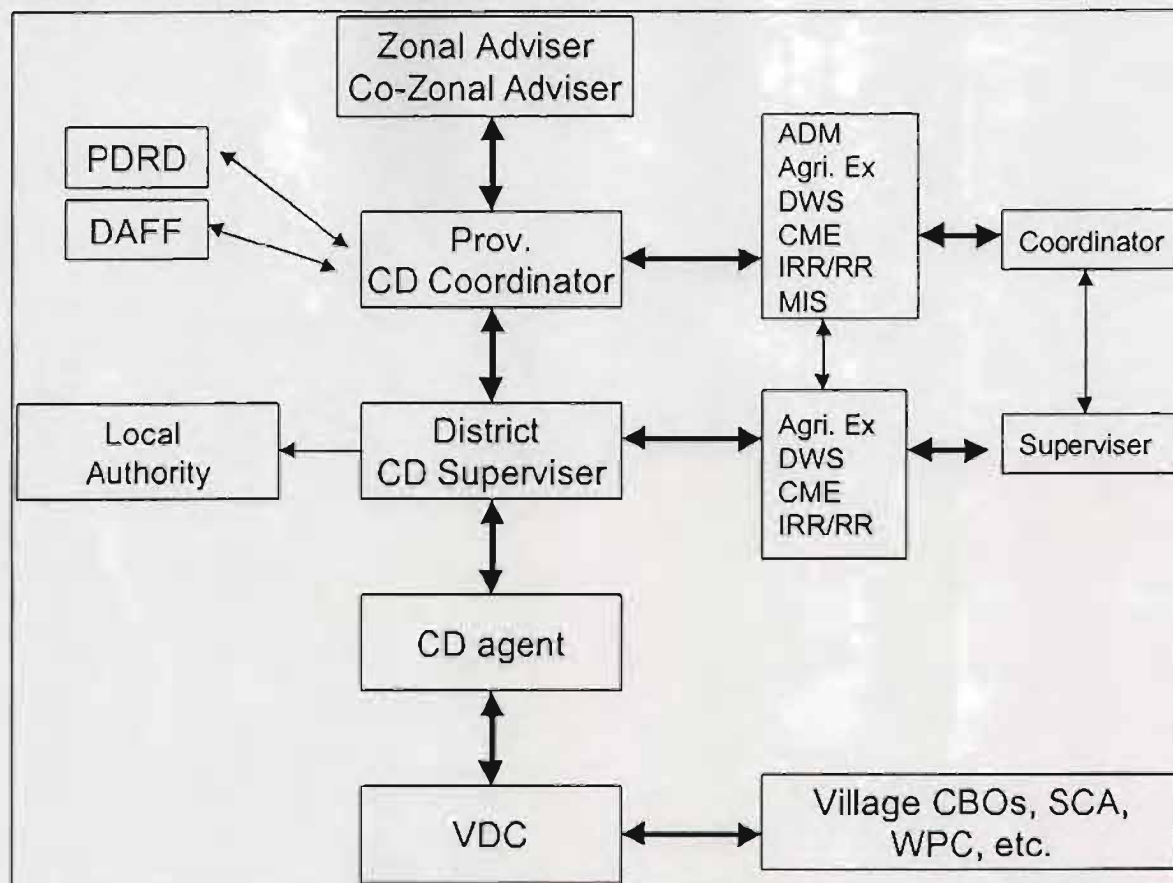 Zonal Adviser
Co-Zonal Adviser
PDRD
DAFF
Prov.
CD Coordinator
ADM
Agri. Ex
DWS
CME
IRR/RR
MIS
Coordinator
Local
Authority
District
CD Superviser
Agri. Ex
DWS
CME
IRR/RR
Superviser
CD agent
VDC
Village CBOs, SCA,
WPC, etc.